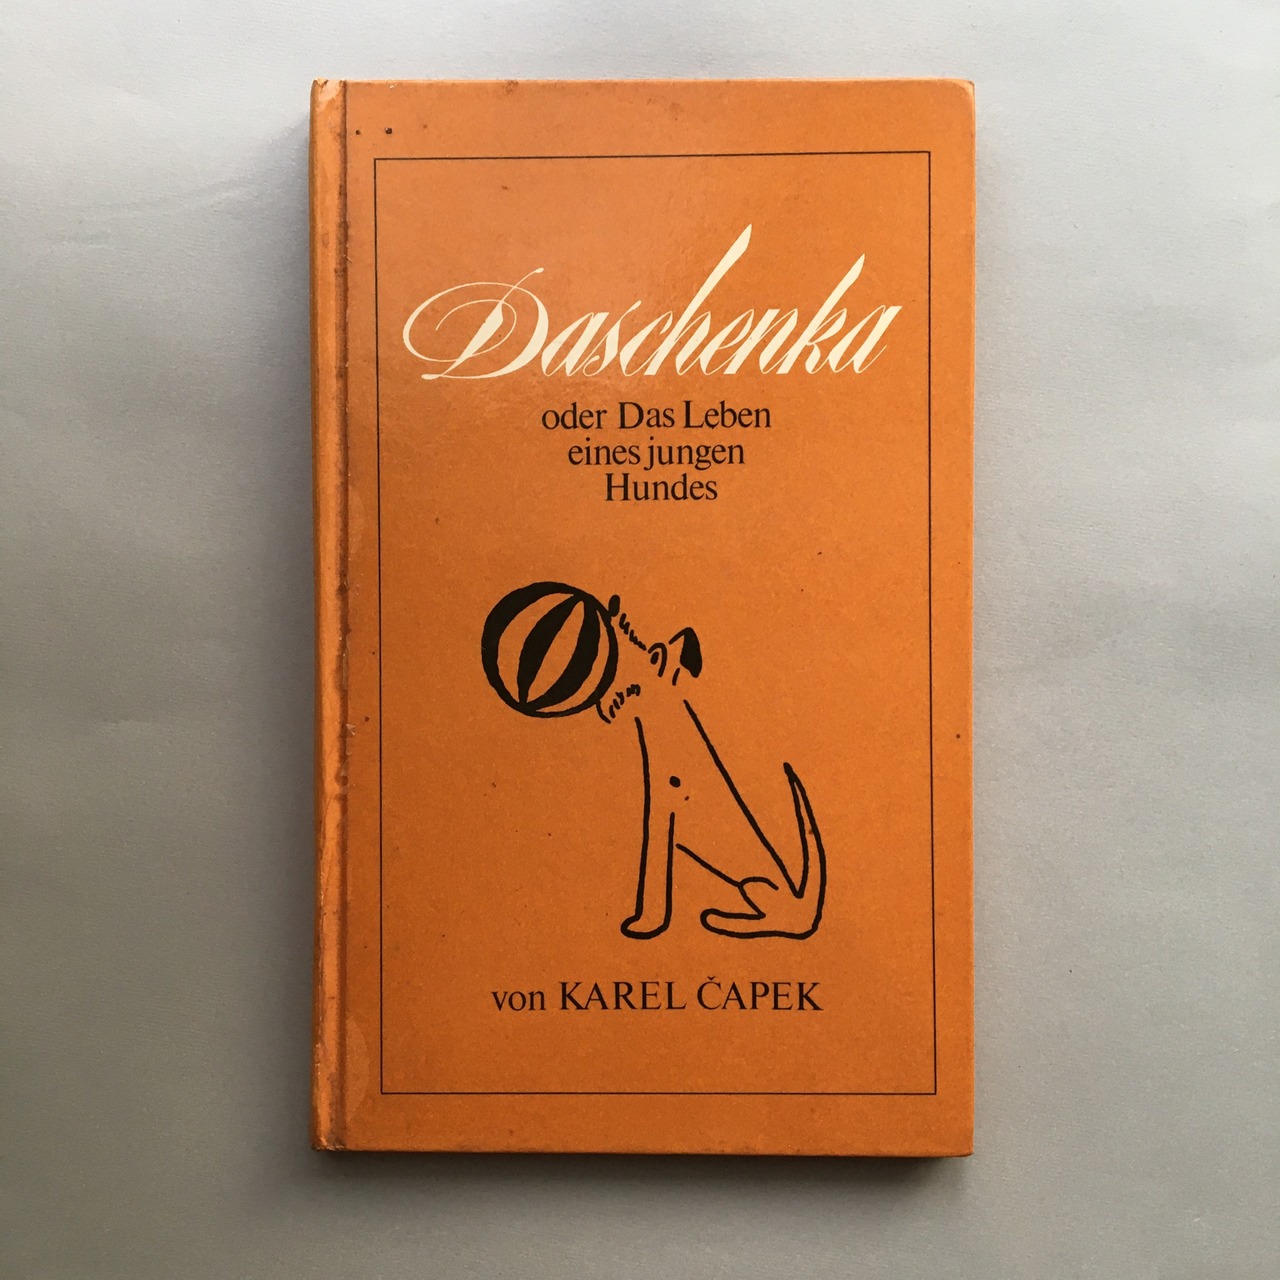 Daschenka
oder Das Leben
eines jungen
Hundes
von KAREL ČAPEK